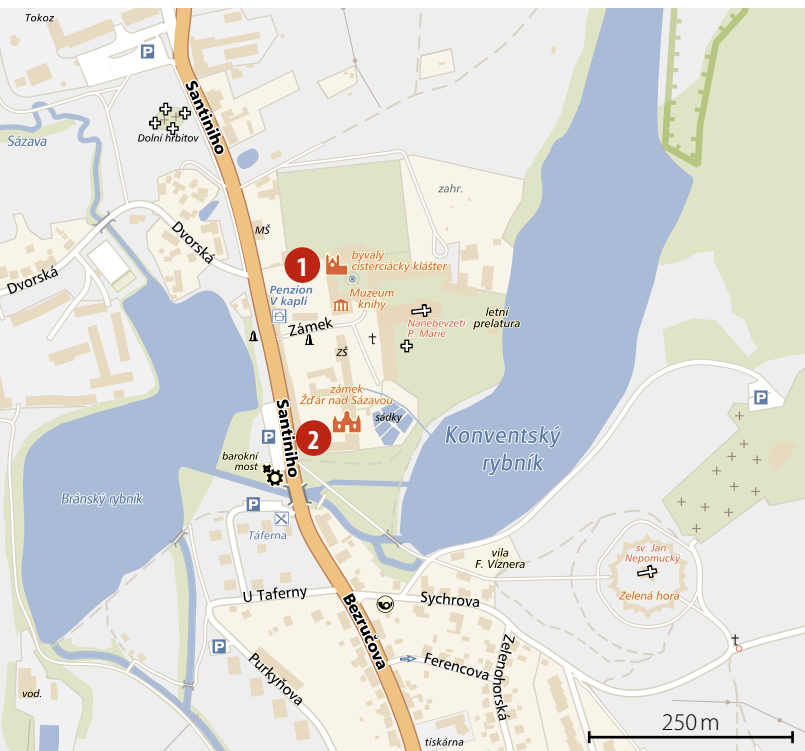 Tokoz
P
Santiniho
Dolní hřbitov
Sázava
zahr.
Dvorská
MŠ
Dvorská
1
bývalý
cisterciácký klášter
Penzion
V kapli
Muzeum
knihy
Zámek
Nanebevzetí
P. Marie
letní
prelatura
ZŠ
zámek
Žďár nad Sázavou
P
Santiniho
sádky
P
2
Konventský
rybník
barokní
most
Bránský rybník
P
Táferna
vila
F. Víznera
sv. Jan
Nepomucký
Zelená hora
U Taferny
Bezručova
Sychrova
P
Purkyňova
Ferencova
Zelenohorská
vod.
tiskárna
250 m